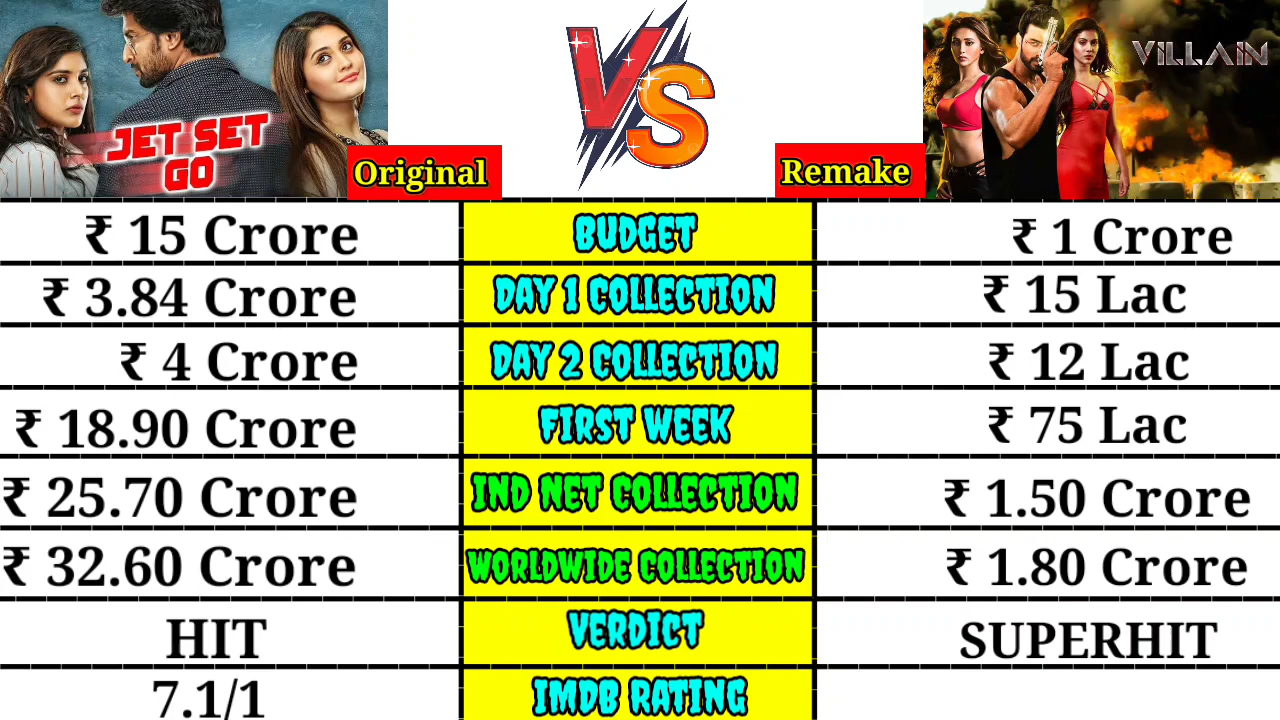 JET SET
GO
Original
VS
Remake
VILLAIN
₹ 15 Crore BUDGET ₹ 1 Crore
₹ 3.84 Crore DAY 1 COLLECTION ₹ 15 Lac
₹ 4 Crore DAY 2 COLLECTION ₹ 12 Lac
₹ 18.90 Crore FIRST WEEK ₹ 75 Lac
₹ 25.70 Crore IND NET COLLECTION ₹ 1.50 Crore
₹ 32.60 Crore WORLDWIDE COLLECTION ₹ 1.80 Crore
HIT VERDICT SUPERHIT
7.1/1 IMDB RATING